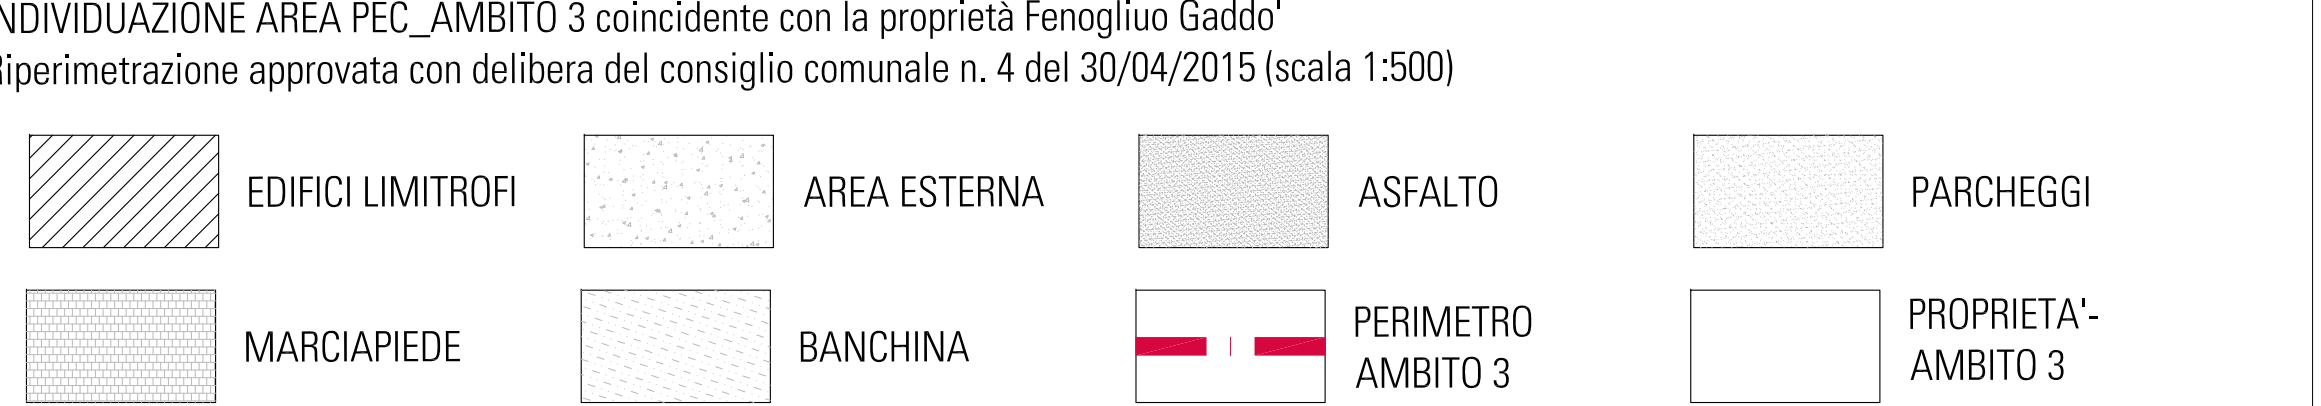 INDIVIDUAZIONE AREA PEC_AMBITO 3 coincidente con la proprietà Fenogliuo Gaddo'
Riperimetrazione approvata con delibera del consiglio comunale n. 4 del 30/04/2015 (scala 1:500)
EDIFICI LIMITROFI
AREA ESTERNA
ASFALTO
PARCHEGGI
MARCIAPIEDE
BANCHINA
PERIMETRO
AMBITO 3
PROPRIETA'-
AMBITO 3